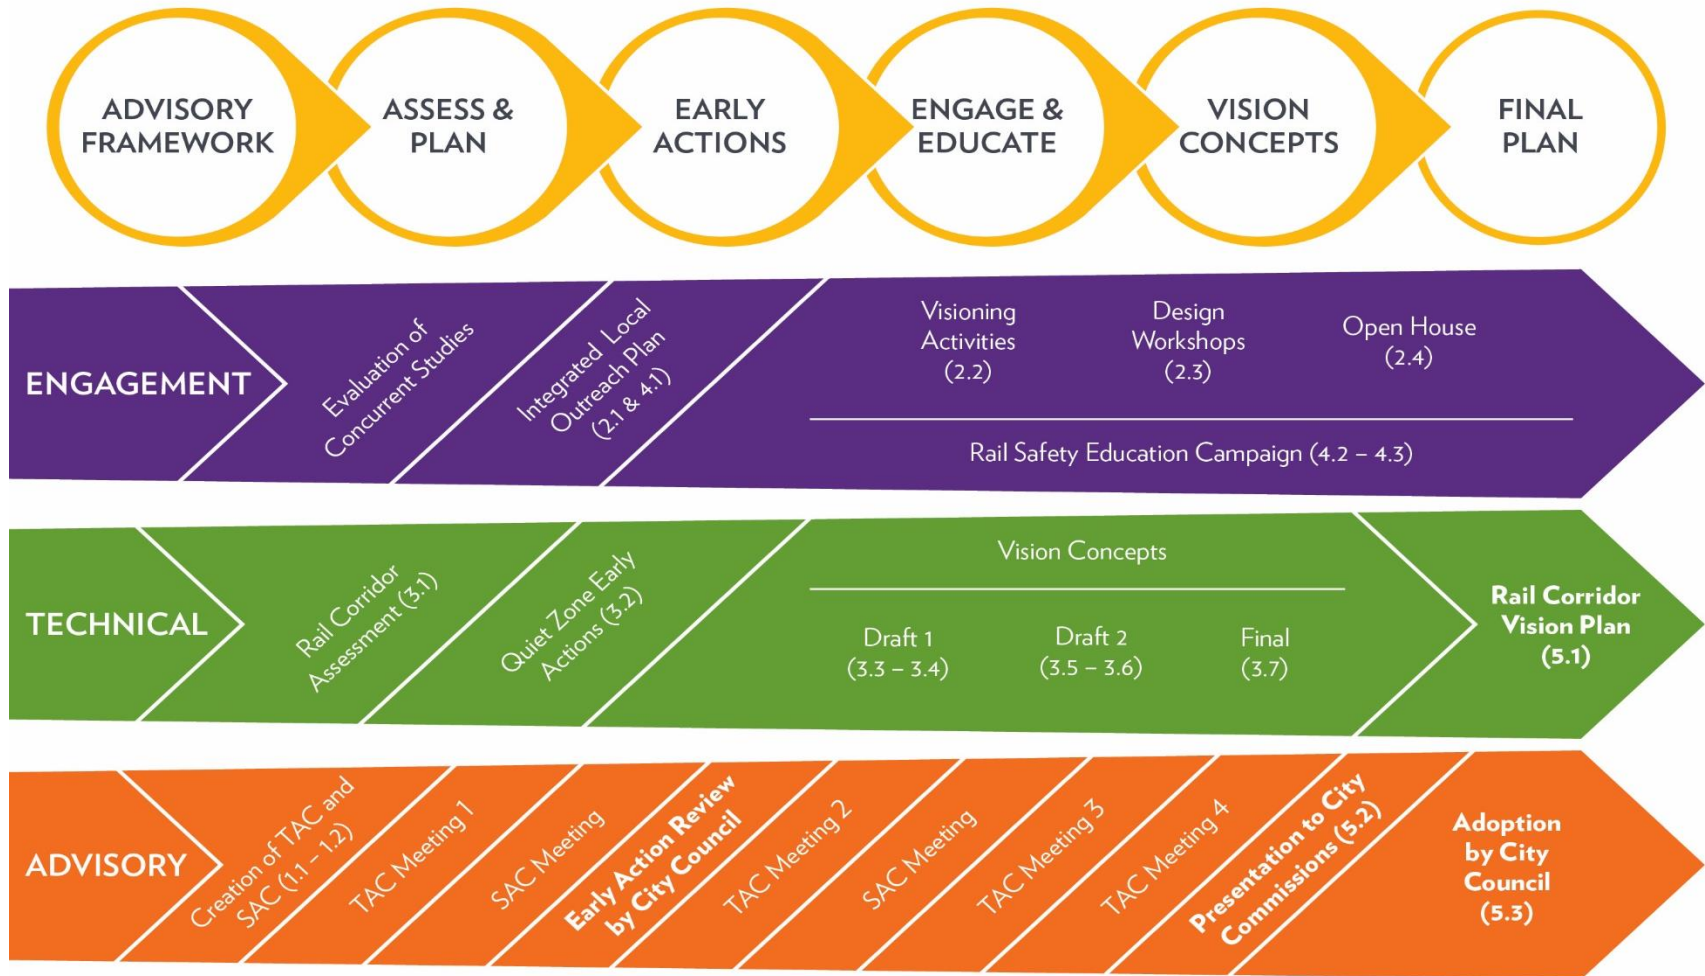 ADVISORY
FRAMEWORK
ASSESS &
PLAN
EARLY
ACTIONS
ENGAGE &
EDUCATE
VISION
CONCEPTS
FINAL
PLAN
ENGAGEMENT
Evaluation of
Concurrent Studies
Integrated Local
Outreach Plan
(2.1 & 4.1)
Visioning
Activities
(2.2)
Design
Workshops
(2.3)
Open House
(2.4)
Rail Safety Education Campaign (4.2 – 4.3)
TECHNICAL
Rail Corridor
Assessment (3.1)
Quiet Zone Early
Actions (3.2)
Vision Concepts
Draft 1
(3.3 – 3.4)
Draft 2
(3.5 – 3.6)
Final
(3.7)
Rail Corridor
Vision Plan
(5.1)
ADVISORY
Creation of TAC and
SAC (1.1 – 1.2)
TAC Meeting 1
SAC Meeting
Early Action Review
by City Council
TAC Meeting 2
SAC Meeting
TAC Meeting 3
TAC Meeting 4
Presentation to City
Commissions (5.2)
Adoption
by City
Council
(5.3)